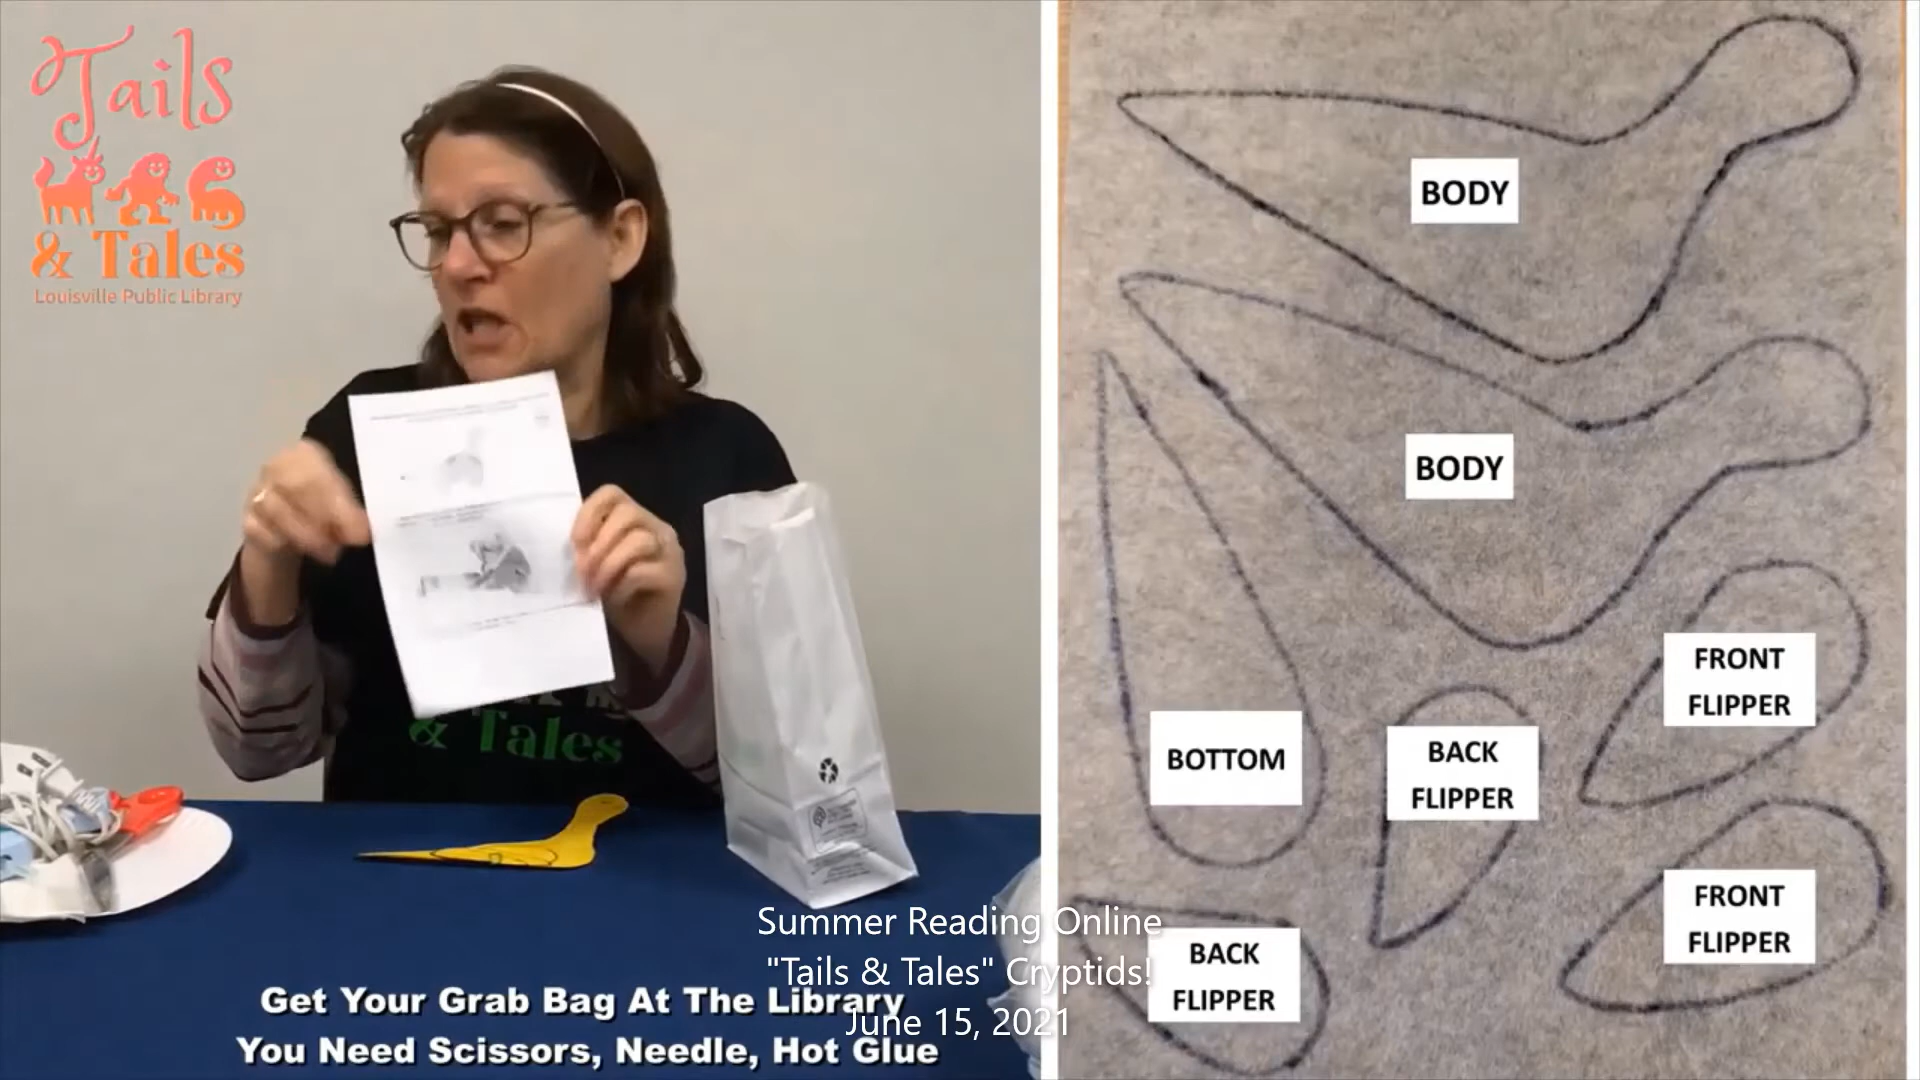 Tails
& Tales
Louisville Public Library
& Tales
BODY
BODY
BOTTOM
BACK
FLIPPER
FRONT
FLIPPER
FRONT
FLIPPER
BACK
FLIPPER
Summer Reading Online
"Tails & Tales" Cryptids!
June 15, 2021
Get Your Grab Bag At The Library
You Need Scissors, Needle, Hot Glue